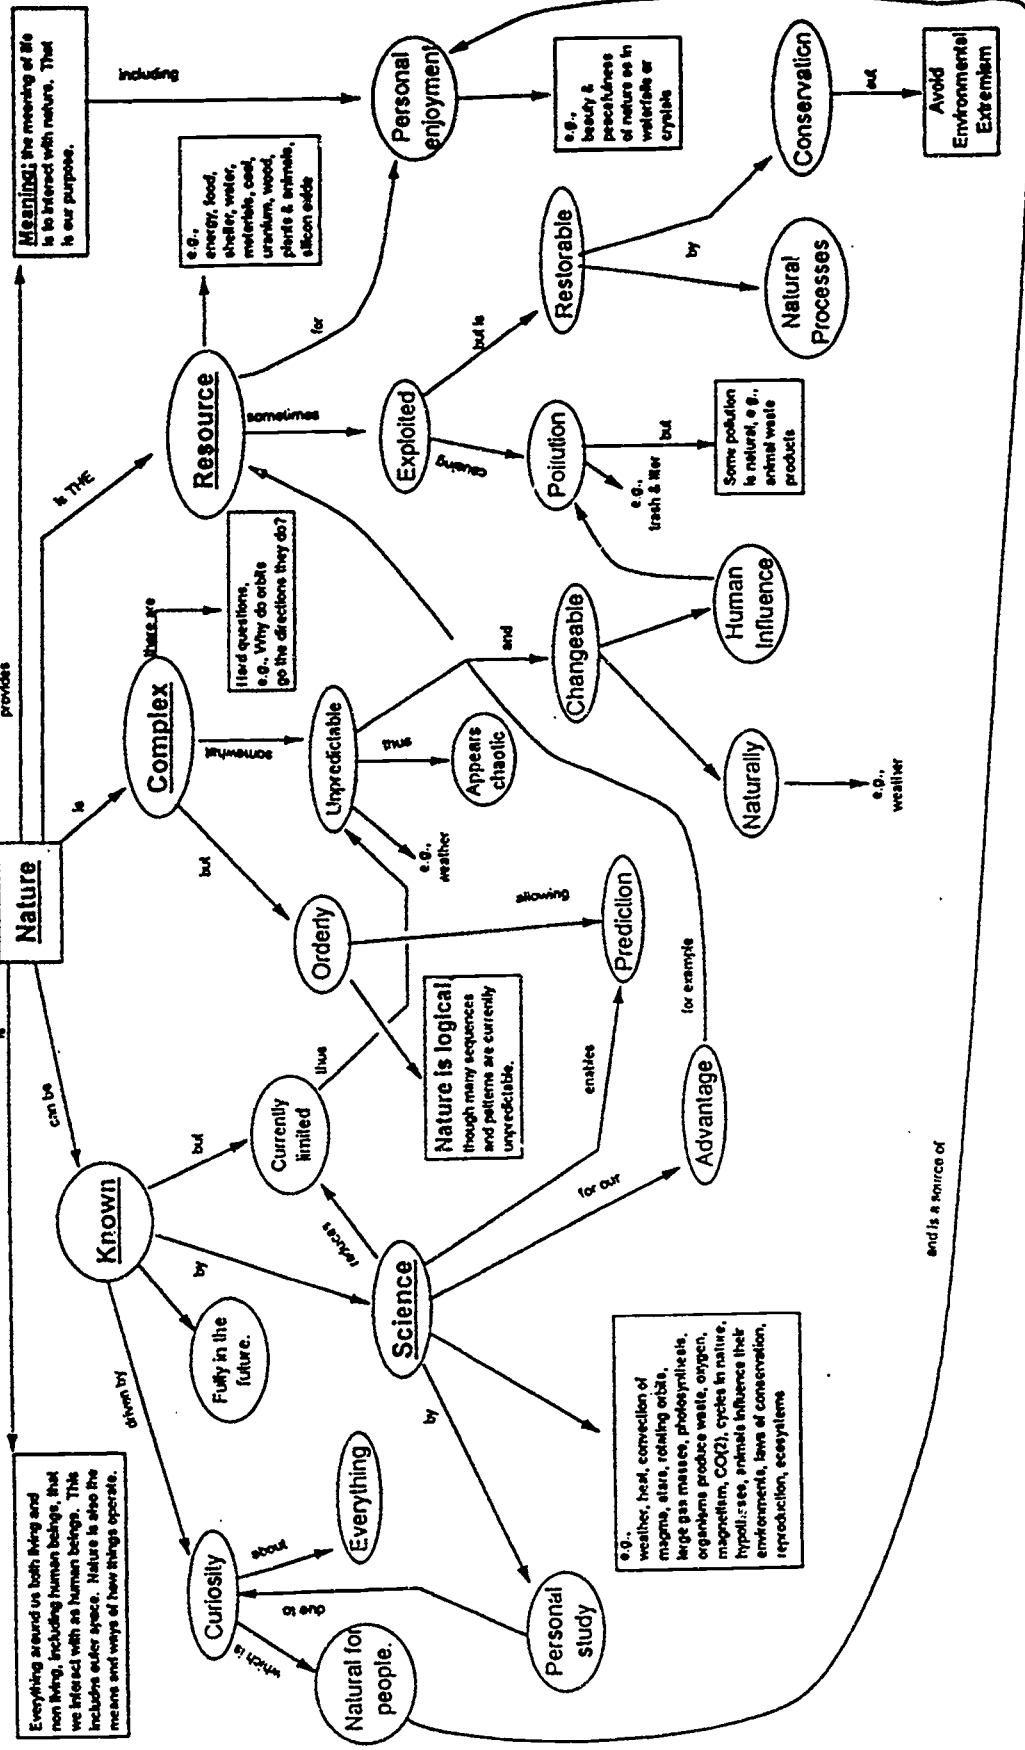 Nature
is
Everything around us both living and
non living, including human beings, that
we interact with as human beings. This
includes outer space. Nature is also the
means and ways of how things operate.
can be
Known
driven by
Curiosity
about
Everything
which is
Natural for
people.
and is a source of
Fully in the
future.
by
Science
by
Personal
study
due to
e.g.,
weather, heat, convection of
magma, stars, rotating orbits,
large gas masses, photosynthesis,
organisms produce waste, oxygen,
magnetism, CO(2), cycles in nature,
hypotheses, animals influence their
environments, laws of conservation,
reproduction, ecosystems
for our
Advantage
for example
enables
reduces
but
Currently
limited
thus
is
Complex
but
Orderly
Nature is logical
though many sequences
and patterns are currently
unpredictable.
allowing
Prediction
somewhat
Unpredictable
e.g.,
weather
thus
Appears
chaotic
and
Changeable
Naturally
e.g.,
weather
Human
Influence
there are
Hard questions,
e.g., Why do orbits
go the directions they do?
is THE
Resource
e.g.,
energy, food,
shelter, water,
materials, coal,
uranium, wood,
plants & animals,
silicon oxide
sometimes
Exploited
causing
Pollution
e.g.,
trash & litter
but
Some pollution
is natural, e.g.,
animal waste
products
but is
Restorable
by
Natural
Processes
Conservation
but
Avoid
Environmental
Extremism
for
Personal
enjoyment
e.g.,
beauty &
peacefulness
of nature as in
waterfalls or
crystals
provides
Meaning; the meaning of life
is to interact with nature. That
is our purpose.
including